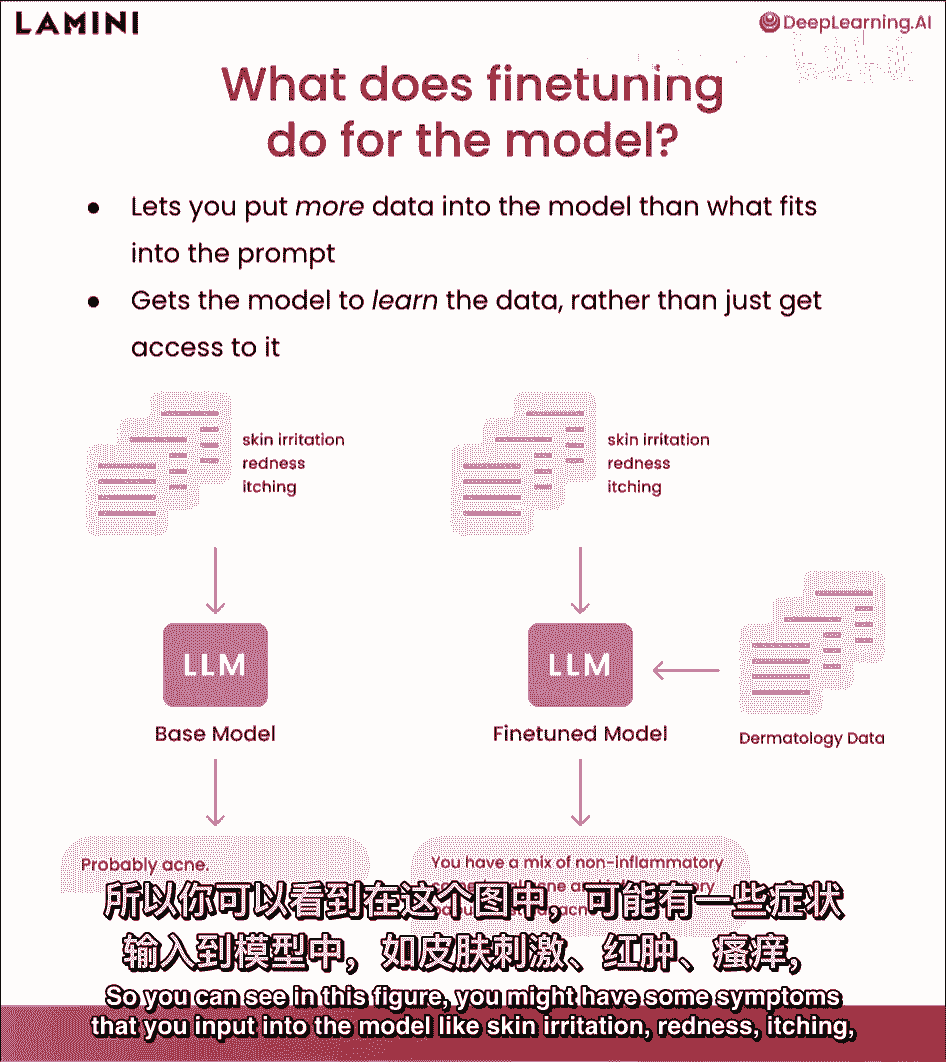 LAMINI
DeepLearning.AI
What does finetuning
do for the model?
● Lets you put more data into the model than what fits
into the prompt
● Gets the model to learn the data, rather than just get
access to it
skin irritation
redness
itching
skin irritation
redness
itching
LLM
LLM
Base Model
Finetuned Model
Dermatology Data
Probably acne.
You have a mix of non-inflammatory
所以你可以看到在这个图中，可能有一些症状
输入到模型中，如皮肤刺激、红肿、瘙痒，
So you can see in this figure, you might have some symptoms
that you input into the model like skin irritation, redness, itching,